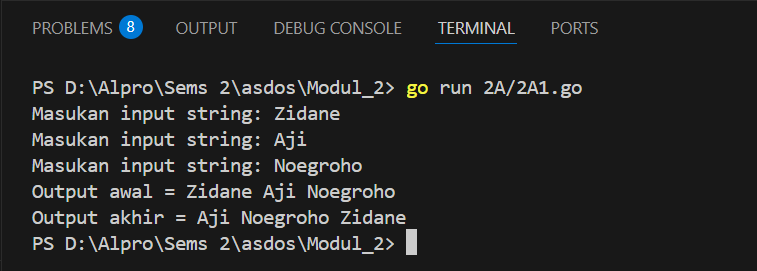 PROBLEMS 8 OUTPUT DEBUG CONSOLE TERMINAL PORTS
PS D:\Alpro\Sems 2\asdos\Modul_2> go run 2A/2A1.go
Masukan input string: Zidane
Masukan input string: Aji
Masukan input string: Noegroho
Output awal = Zidane Aji Noegroho
Output akhir = Aji Noegroho Zidane
PS D:\Alpro\Sems 2\asdos\Modul_2>